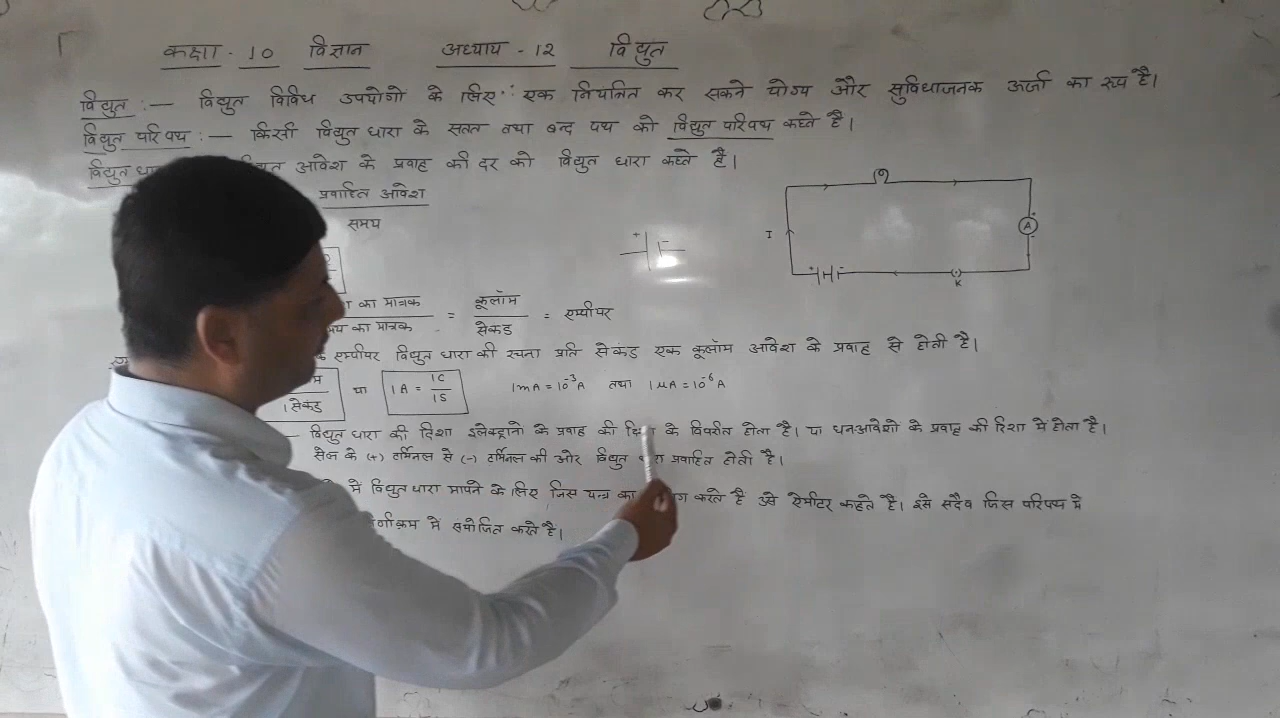 कक्षा - 10 विज्ञान अध्याय - 12 विद्युत
विद्युत :— विद्युत विविध उपयोगो के लिए एक नियंत्रित कर सकने योग्य और सुविधाजनक ऊर्जा का रूप है।
विद्युत परिपथ :— किसी विद्युत धारा के सतत तथा बन्द पथ को विद्युत परिपथ कहते है।
विद्युत आवेश के प्रवाह की दर को विद्युत धारा कहते है।
प्रवाहित आवेश
समय
+ −
I
A
K
का मात्रक = कूलॉम = एम्पीयर
का मात्रक सेकंड
एम्पीयर विद्युत धारा की रचना प्रति सेकंड एक कूलॉम आवेश के प्रवाह से होती है।
1सेकंड या 1A = 1C/1S 1mA = 10⁻³A तथा 1µA = 10⁻⁶A
— विद्युत धारा की दिशा इलेक्ट्रानो के प्रवाह की के विपरीत होता है। या धनआवेशो के प्रवाह की दिशा मे होता है।
सेल के (+) टर्मिनल से (-) टर्मिनल की ओर विद्युत प्रवाहित होती है।
मे विद्युत धारा मापने के लिए जिस यन्त्र का करते है उसे ऐमीटर कहते है। इसे सदैव जिस परिपथ मे
मे संयोजित करते है।